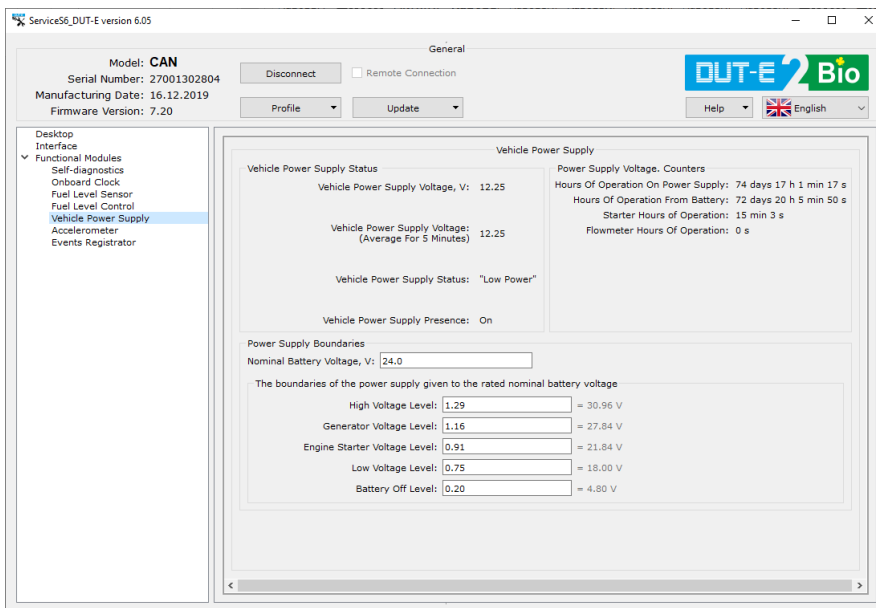 ServiceS6_DUT-E version 6.05
General
Model: CAN
Serial Number: 27001302804
Manufacturing Date: 16.12.2019
Firmware Version: 7.20
Disconnect
Remote Connection
Profile
Update
DUT-E 2 Bio
Help
English
Desktop
Interface
Functional Modules
Self-diagnostics
Onboard Clock
Fuel Level Sensor
Fuel Level Control
Vehicle Power Supply
Accelerometer
Events Registrator
Vehicle Power Supply
Vehicle Power Supply Status
Vehicle Power Supply Voltage, V: 12.25
Vehicle Power Supply Voltage:
(Average For 5 Minutes) 12.25
Vehicle Power Supply Status: "Low Power"
Vehicle Power Supply Presence: On
Power Supply Voltage. Counters
Hours Of Operation On Power Supply: 74 days 17 h 1 min 17 s
Hours Of Operation From Battery: 72 days 20 h 5 min 50 s
Starter Hours of Operation: 15 min 3 s
Flowmeter Hours Of Operation: 0 s
Power Supply Boundaries
Nominal Battery Voltage, V: 24.0
The boundaries of the power supply given to the rated nominal battery voltage
High Voltage Level: 1.29 = 30.96 V
Generator Voltage Level: 1.16 = 27.84 V
Engine Starter Voltage Level: 0.91 = 21.84 V
Low Voltage Level: 0.75 = 18.00 V
Battery Off Level: 0.20 = 4.80 V